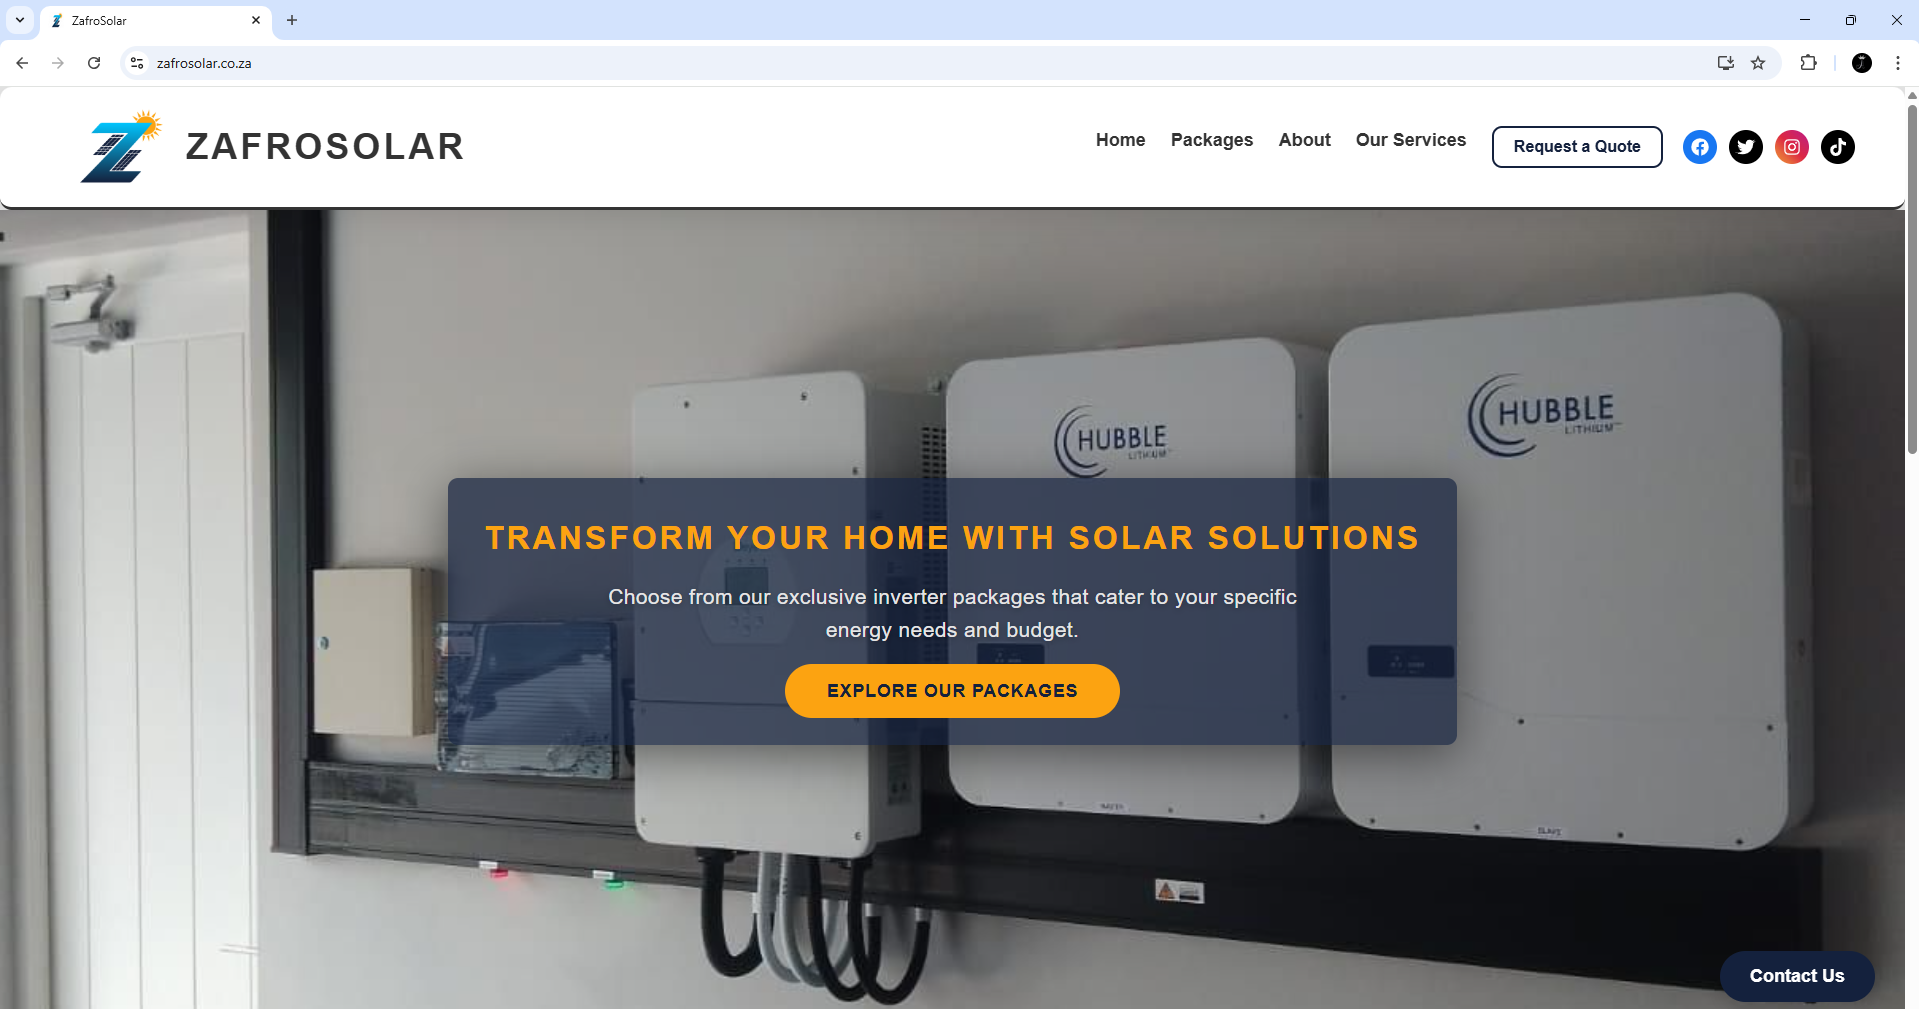 ZafroSolar
zafrosolar.co.za
ZAFROSOLAR
Home
Packages
About
Our Services
Request a Quote
HUBBLE
LITHIUM
HUBBLE
LITHIUM
TRANSFORM YOUR HOME WITH SOLAR SOLUTIONS
Choose from our exclusive inverter packages that cater to your specific
energy needs and budget.
EXPLORE OUR PACKAGES
Contact Us